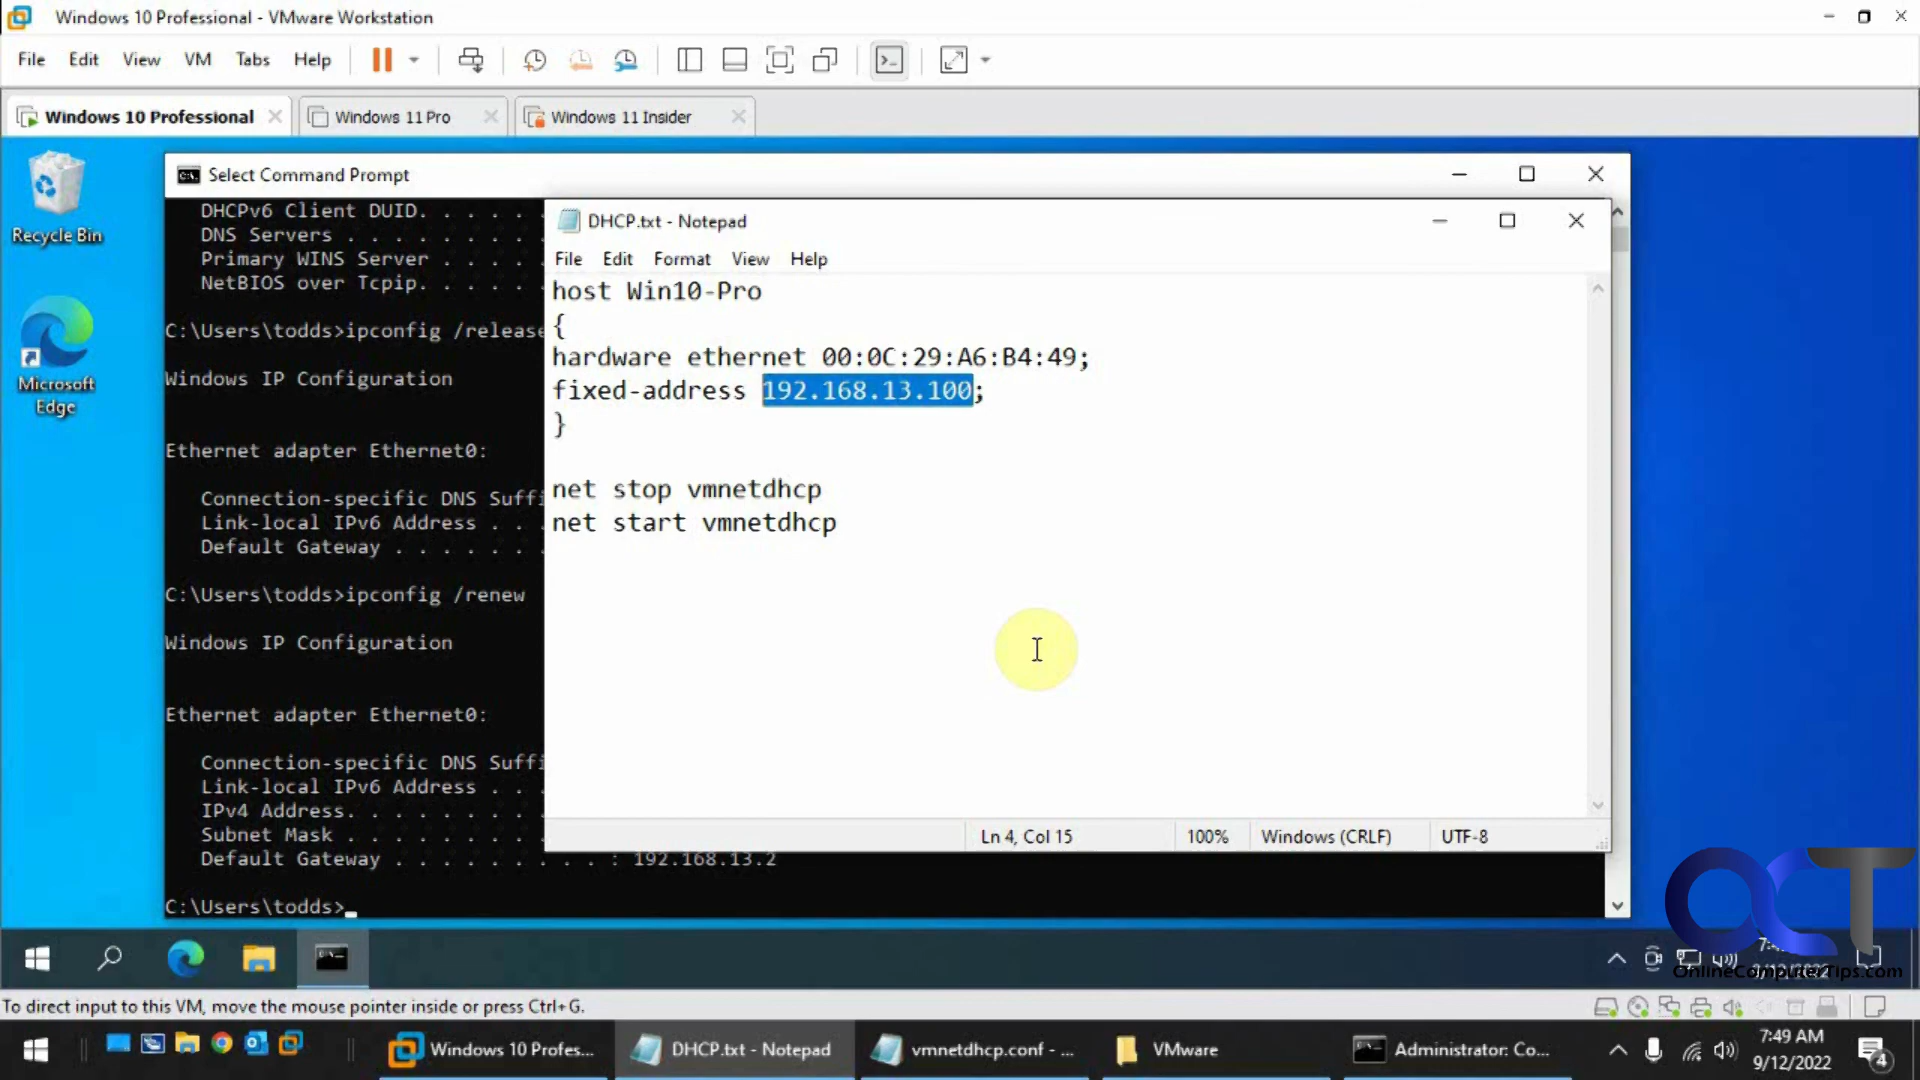 Windows 10 Professional - VMware Workstation
File Edit View VM Tabs Help
Windows 10 Professional
Windows 11 Pro
Windows 11 Insider
Recycle Bin
Microsoft
Edge
Select Command Prompt
DHCPv6 Client DUID. . . . . .
DNS Servers . . . . . . . . .
Primary WINS Server . . . . .
NetBIOS over Tcpip. . . . . .
C:\Users\todds>ipconfig /release
Windows IP Configuration
Ethernet adapter Ethernet0:
Connection-specific DNS Suffi
Link-local IPv6 Address . . .
Default Gateway . . . . . . .
C:\Users\todds>ipconfig /renew
Windows IP Configuration
Ethernet adapter Ethernet0:
Connection-specific DNS Suffi
Link-local IPv6 Address . . .
IPv4 Address. . . . . . . . .
Subnet Mask . . . . . . . . .
Default Gateway . . . . . . . . . : 192.168.13.2
C:\Users\todds>
DHCP.txt - Notepad
File Edit Format View Help
host Win10-Pro
{
hardware ethernet 00:0C:29:A6:B4:49;
fixed-address 192.168.13.100;
}
net stop vmnetdhcp
net start vmnetdhcp
Ln 4, Col 15
100%
Windows (CRLF)
UTF-8
OCT
OnlineComputerTips.com
To direct input to this VM, move the mouse pointer inside or press Ctrl+G.
Windows 10 Profes...
DHCP.txt - Notepad
vmnetdhcp.conf - ...
VMware
Administrator: Co...
7:49 AM
9/12/2022
4